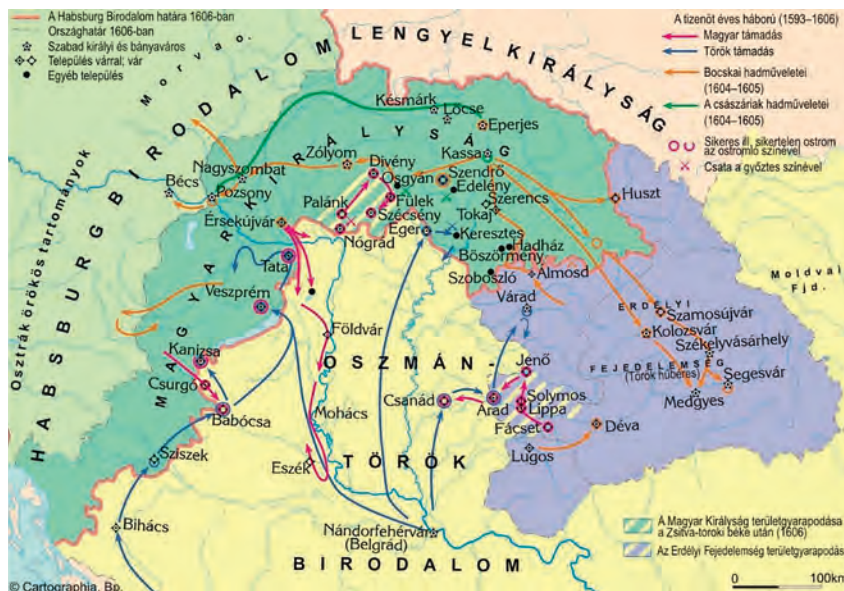 A Habsburg Birodalom határa 1606-ban
Országhatár 1606-ban
Szabad királyi és bányaváros
Település várral; vár
Egyéb település
A tizenöt éves háború (1593–1606)
Magyar támadás
Török támadás
Bocskai hadműveletei
(1604–1605)
A császáriak hadműveletei
(1604–1605)
Sikeres ill. sikertelen ostrom
az ostromló színével
Csata a győztes színével
LENGYEL KIRÁLYSÁG
HABSBURG BIRODALOM
Morvao.
Osztrák örökös tartományok
MAGYAR KIRÁLYSÁG
Moldvai
Fjd.
Késmárk
Lőcse
Eperjes
Kassa
Zólyom
Divény
Osgyán
Szendrő
Edelény
Szerencs
Huszt
Nagyszombat
Bécs
Pozsony
Palánk
Fülek
Szécsény
Tokaj
Érsekújvár
Nógrád
Eger
Keresztes
Hadház
Böszörmény
Szoboszló
Álmosd
Tata
Veszprém
Várad
ERDÉLYI
FEJEDELEMSÉG
(Török hűbéres)
Szamosújvár
Kolozsvár
Székelyvásárhely
Segesvár
Medgyes
Földvár
OSZMÁN-
TÖRÖK
BIRODALOM
Kanizsa
Csurgó
Babócsa
Jenő
Solymos
Lippa
Csanád
Arad
Fácset
Déva
Lugos
Mohács
Eszék
Sziszek
Bihács
Nándorfehérvár
(Belgrád)
A Magyar Királyság területgyarapodása
a Zsitva-toroki béke után (1606)
Az Erdélyi Fejedelemség területgyarapodás
0 100km
© Cartographia, Bp.